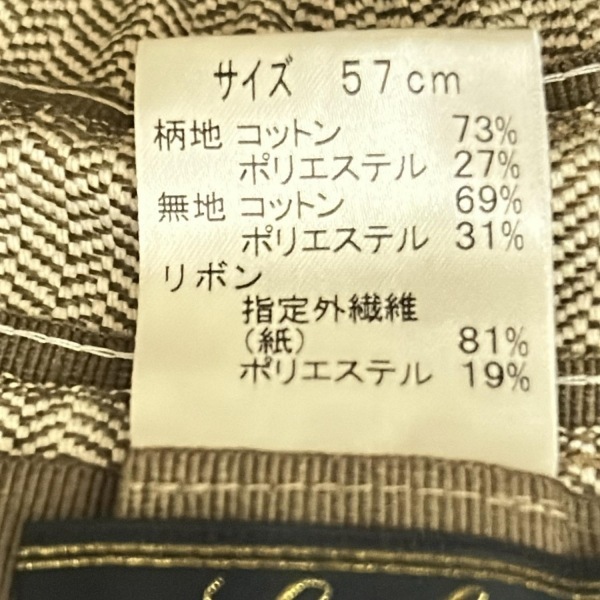 サイズ 57cm
柄地 コットン 73%
ポリエステル 27%
無地 コットン 69%
ポリエステル 31%
リボン
指定外繊維
(紙) 81%
ポリエステル 19%